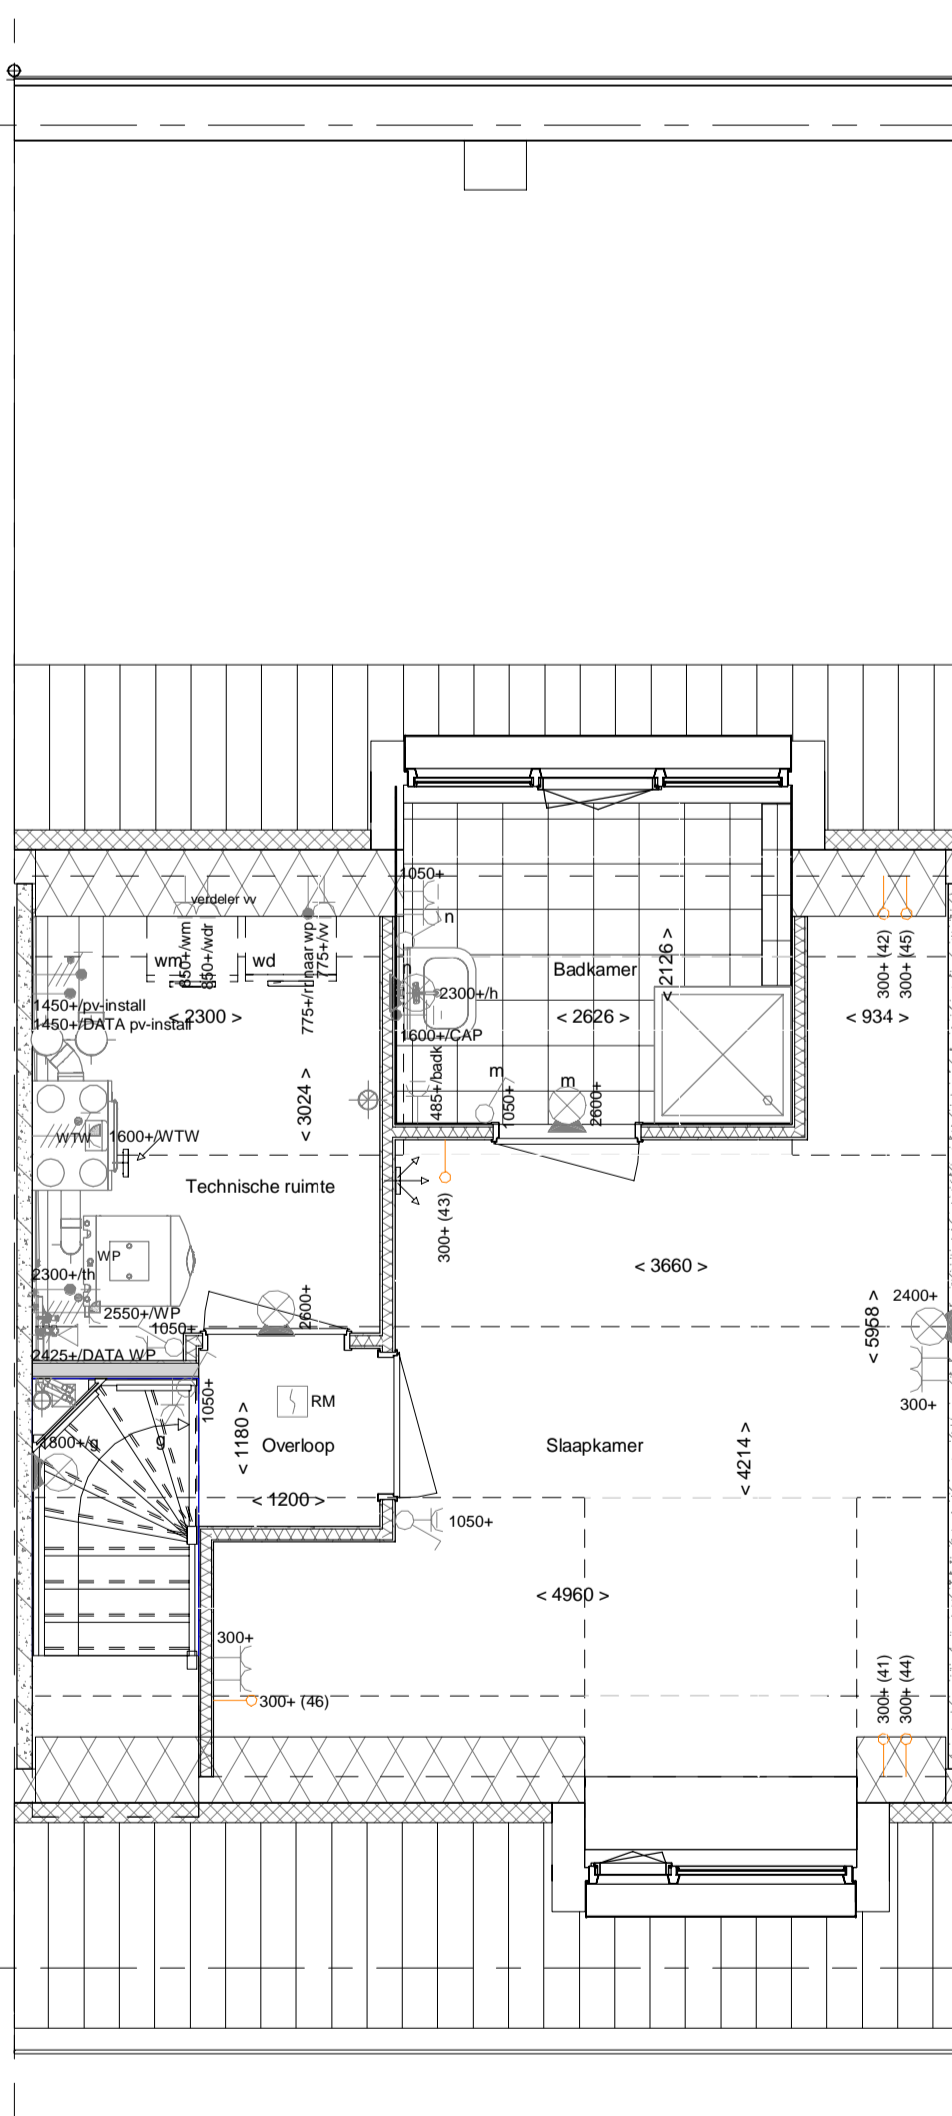 1050+
verdeler vv
n
850+/wm
850+/wdr
775+/rdnaar wp
775+/vv
wm
wd
Badkamer
< 2126 >
300+ (42)
300+ (45)
2300+/h
1450+/pv-install
1450+/DATA pv-install
< 2300 >
< 2626 >
< 934 >
1600+/CAP
485+/badk
m
1050+
m
2600+
< 3024 >
WTW
1600+/WTW
Technische ruimte
300+ (43)
WP
< 3660 >
2300+/th
2550+/WP
2600+
2400+
< 5958 >
1050+
2425+/DATA WP
300+
1050+
RM
1800+/g
g
< 1180 >
Overloop
Slaapkamer
< 4214 >
< 1200 >
1050+
< 4960 >
300+
300+ (46)
300+ (41)
300+ (44)